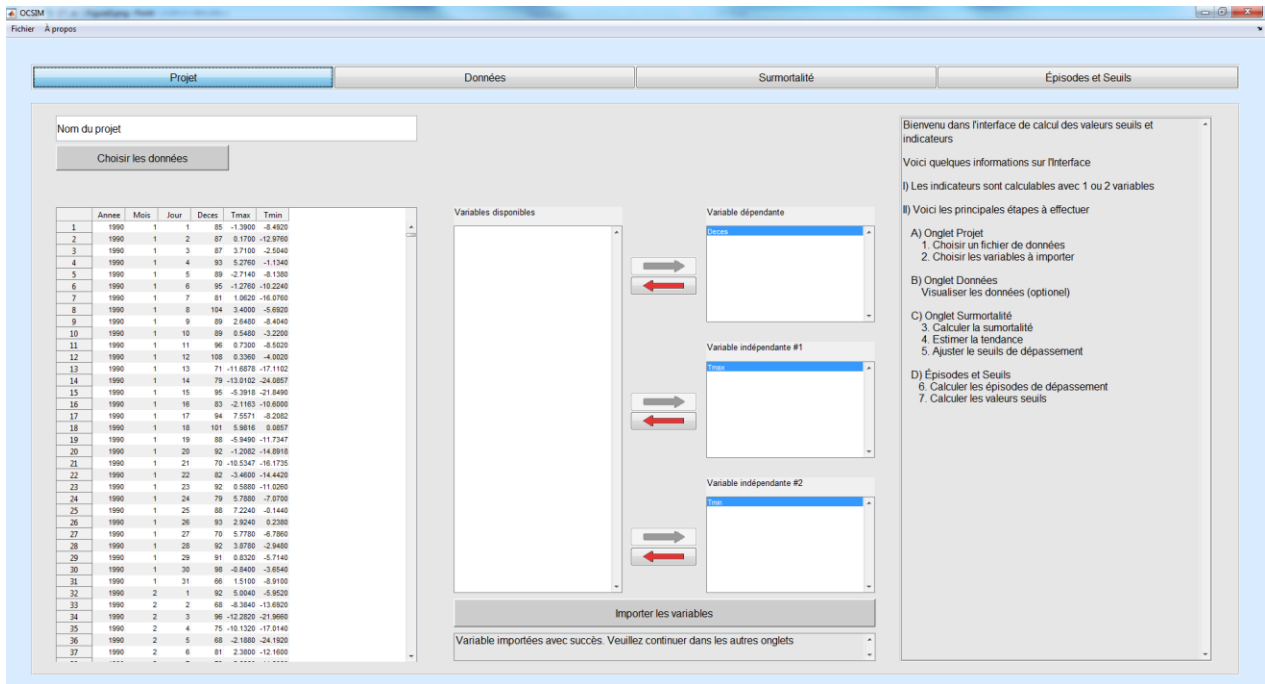 OCSIM
Fichier À propos
Projet Données Surmortalité Épisodes et Seuils
Nom du projet
Choisir les données
Annee Mois Jour Deces Tmax Tmin
1 1990 1 1 85 -1.3900 -8.4920
2 1990 1 2 87 0.1700 -12.9760
3 1990 1 3 87 3.7100 -2.5040
4 1990 1 4 93 5.2760 -1.1340
5 1990 1 5 89 -2.7140 -8.1380
6 1990 1 6 95 -1.2760 -10.2240
7 1990 1 7 81 1.0620 -16.0760
8 1990 1 8 104 3.4000 -5.6920
9 1990 1 9 89 2.6480 -8.4040
10 1990 1 10 89 0.5480 -3.2200
11 1990 1 11 96 0.7300 -8.5020
12 1990 1 12 108 0.3360 -4.0020
13 1990 1 13 71 -11.6878 -17.1102
14 1990 1 14 79 -13.0102 -24.0857
15 1990 1 15 95 -5.3918 -21.8490
16 1990 1 16 83 -2.1163 -10.6000
17 1990 1 17 94 7.5571 -8.2082
18 1990 1 18 101 5.9816 0.0857
19 1990 1 19 88 -5.9490 -11.7347
20 1990 1 20 92 -1.2082 -14.8918
21 1990 1 21 70 -10.5347 -16.1735
22 1990 1 22 82 -3.4600 -14.4420
23 1990 1 23 92 0.5880 -11.0260
24 1990 1 24 79 5.7880 -7.0700
25 1990 1 25 88 7.2240 -0.1440
26 1990 1 26 93 2.9240 0.2380
27 1990 1 27 70 5.7780 -6.7860
28 1990 1 28 92 3.8780 -2.9480
29 1990 1 29 91 0.8320 -5.7140
30 1990 1 30 98 -0.8400 -3.6540
31 1990 1 31 66 1.5100 -8.9100
32 1990 2 1 92 5.0040 -5.9520
33 1990 2 2 68 -8.3840 -13.6920
34 1990 2 3 96 -12.2820 -21.9660
35 1990 2 4 75 -10.1320 -17.0140
36 1990 2 5 68 -2.1880 -24.1920
37 1990 2 6 81 2.3800 -12.1600
Variables disponibles
Variable dépendante
Deces
Variable indépendante #1
Tmax
Variable indépendante #2
Tmin
Importer les variables
Variable importées avec succès. Veuillez continuer dans les autres onglets
Bienvenu dans l'interface de calcul des valeurs seuils et
indicateurs
Voici quelques informations sur l'Interface
I) Les indicateurs sont calculables avec 1 ou 2 variables
II) Voici les principales étapes à effectuer
A) Onglet Projet
1. Choisir un fichier de données
2. Choisir les variables à importer
B) Onglet Données
Visualiser les données (optionel)
C) Onglet Surmortalité
3. Calculer la sumortalité
4. Estimer la tendance
5. Ajuster le seuils de dépassement
D) Épisodes et Seuils
6. Calculer les épisodes de dépassement
7. Calculer les valeurs seuils